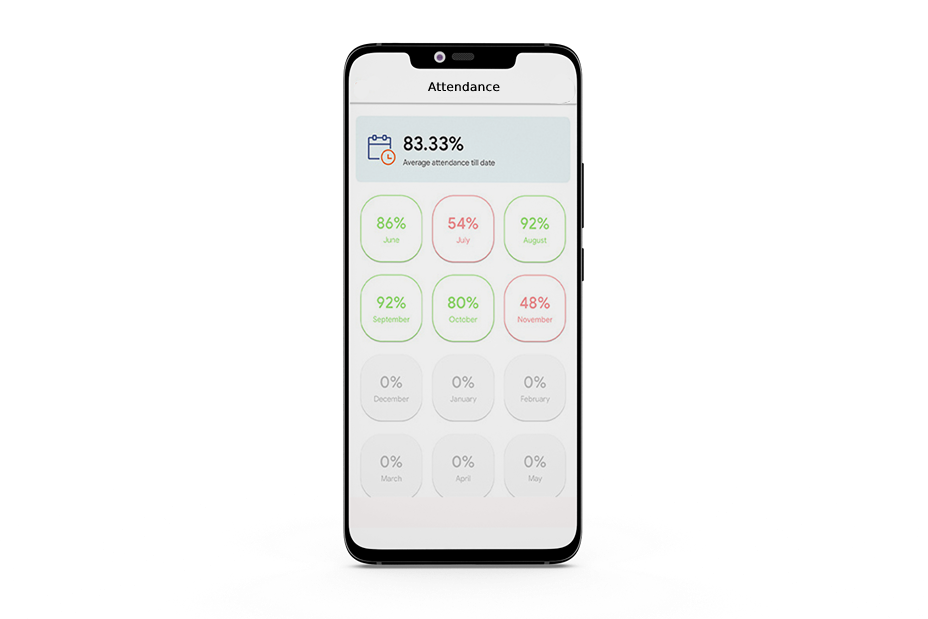 Attendance
83.33%
Average attendance till date
86% 54% 92%
June July August
92% 80% 48%
September October November
0% 0% 0%
December January February
0% 0% 0%
March April May